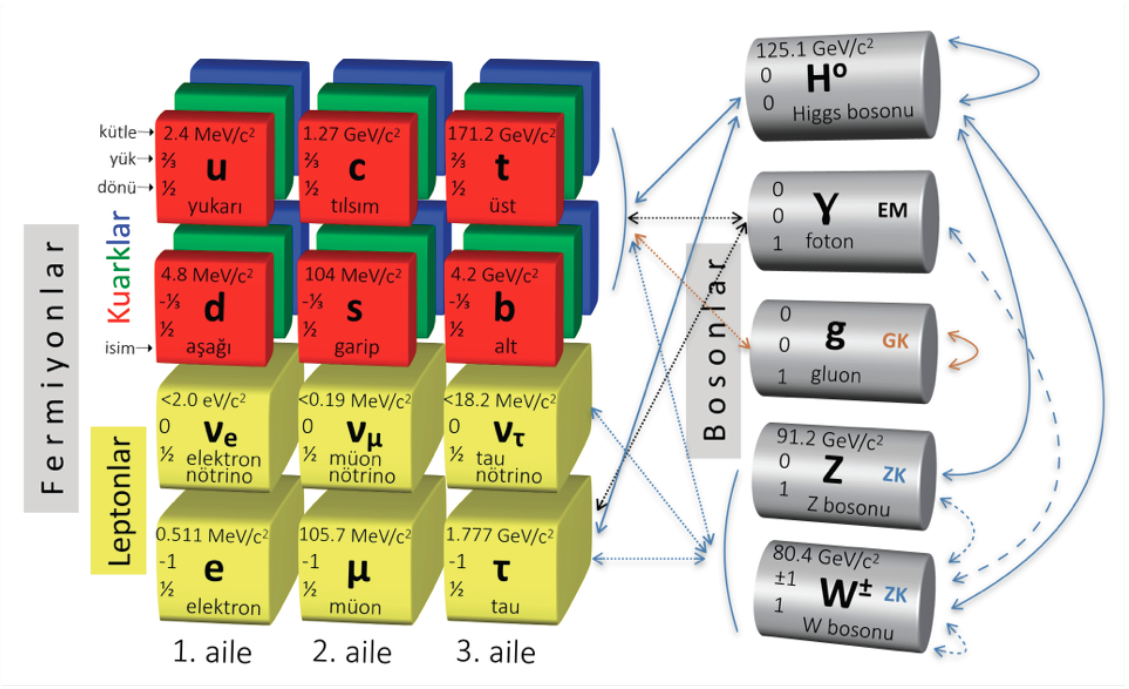 Fermiyonlar
Kuarklar
Leptonlar
kütle
yük
dönü
isim
2.4 MeV/c²
⅔
½
u
yukarı
1.27 GeV/c²
⅔
½
c
tılsım
171.2 GeV/c²
⅔
½
t
üst
4.8 MeV/c²
-⅓
½
d
aşağı
104 MeV/c²
-⅓
½
s
garip
4.2 GeV/c²
-⅓
½
b
alt
<2.0 eV/c²
0
½
νe
elektron
nötrino
<0.19 MeV/c²
0
½
νμ
müon
nötrino
<18.2 MeV/c²
0
½
ντ
tau
nötrino
0.511 MeV/c²
-1
½
e
elektron
105.7 MeV/c²
-1
½
μ
müon
1.777 GeV/c²
-1
½
τ
tau
1. aile
2. aile
3. aile
Bosonlar
125.1 GeV/c²
0
0
H⁰
Higgs bosonu
0
0
1
γ
EM
foton
0
0
1
g
GK
gluon
91.2 GeV/c²
0
1
Z
ZK
Z bosonu
80.4 GeV/c²
±1
1
W±
ZK
W bosonu